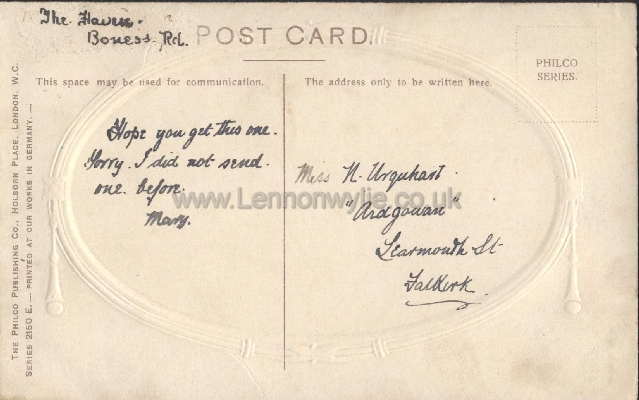 The Haven.
Boness. Rd.
POST CARD.
This space may be used for communication.
The address only to be written here.
PHILCO
SERIES.
Hope you get this one.
Sorry. I did not send.
one. before.
Mary.
Miss N. Urquhart.
"Ardgowan"
Learmonth St
Falkirk.
www.Lennonwylie.co.uk
THE PHILCO PUBLISHING CO., HOLBORN PLACE, LONDON, W.C.
SERIES 2150 E. — PRINTED AT OUR WORKS IN GERMANY. —